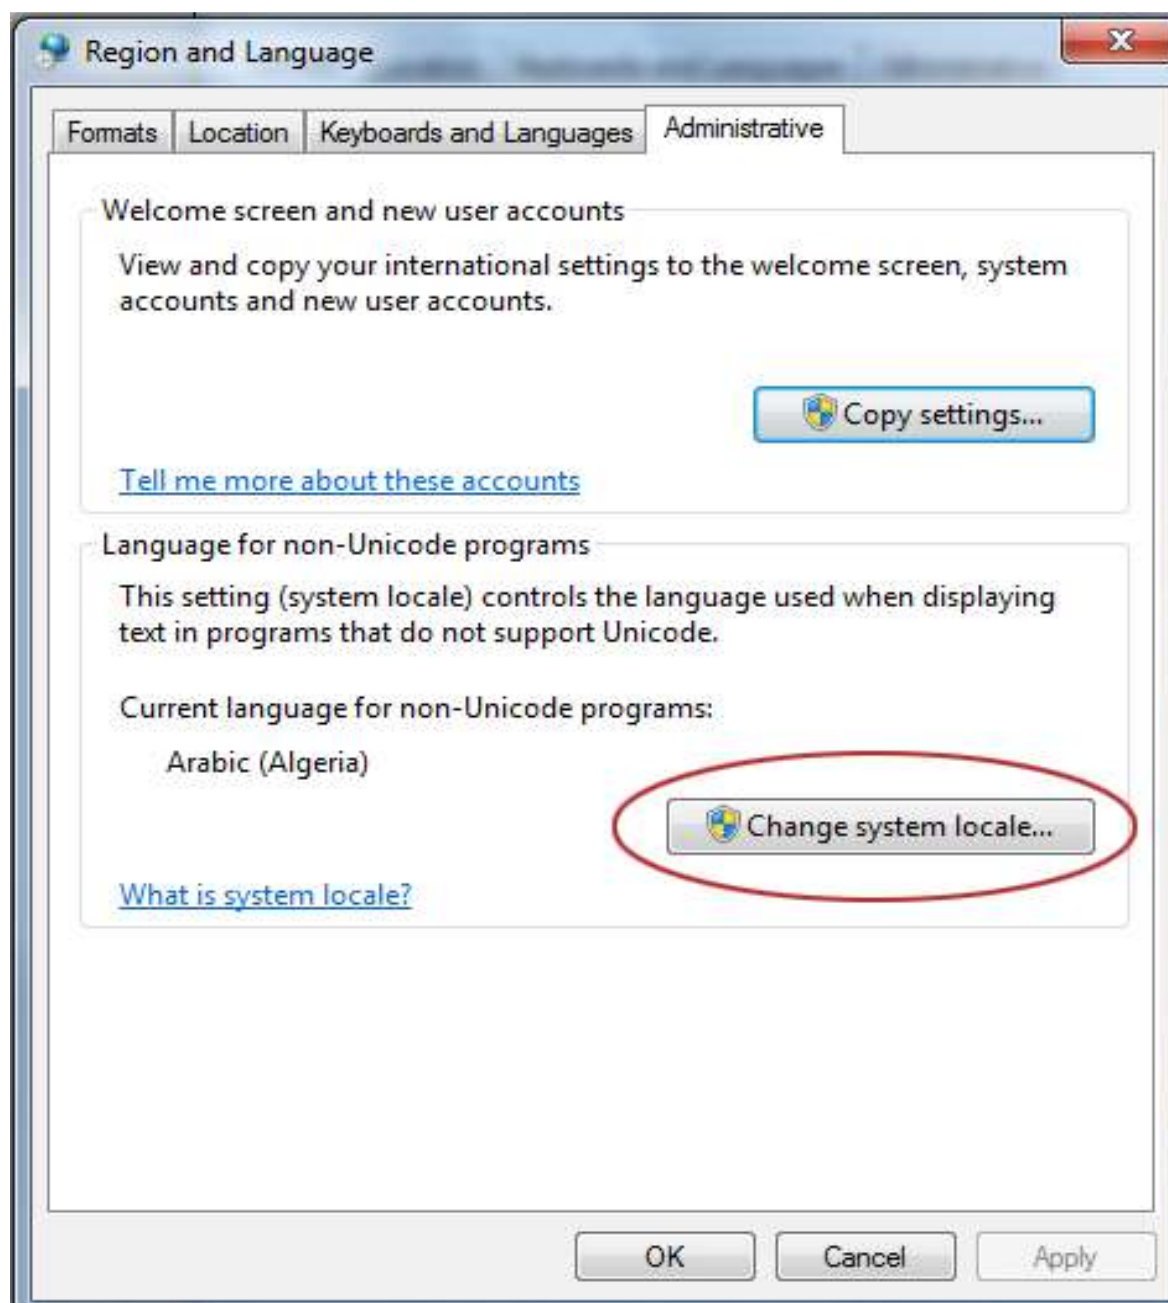 Region and Language
Formats
Location
Keyboards and Languages
Administrative
Welcome screen and new user accounts
View and copy your international settings to the welcome screen, system
accounts and new user accounts.
Copy settings...
Tell me more about these accounts
Language for non-Unicode programs
This setting (system locale) controls the language used when displaying
text in programs that do not support Unicode.
Current language for non-Unicode programs:
Arabic (Algeria)
Change system locale...
What is system locale?
OK
Cancel
Apply